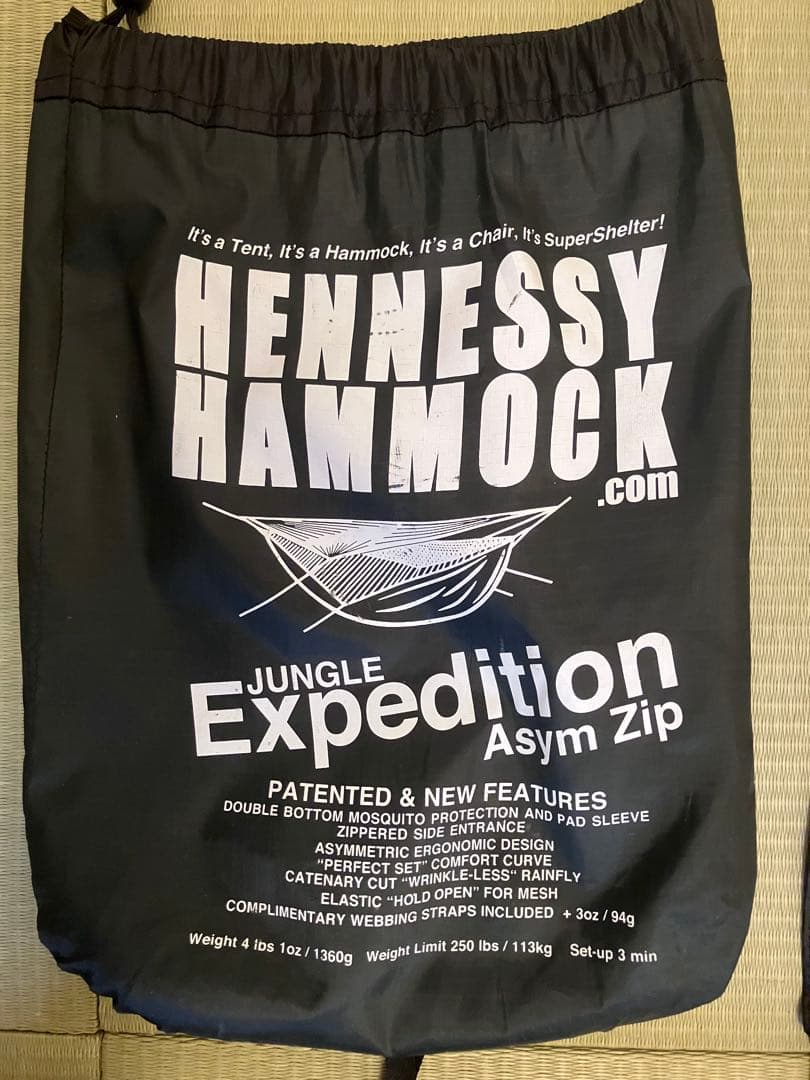 It's a Tent, It's a Hammock, It's a Chair, It's SuperShelter!
HENNESSY
HAMMOCK
.com
JUNGLE
Expedition
Asym Zip
PATENTED & NEW FEATURES
DOUBLE BOTTOM MOSQUITO PROTECTION AND PAD SLEEVE
ZIPPERED SIDE ENTRANCE
ASYMMETRIC ERGONOMIC DESIGN
“PERFECT SET” COMFORT CURVE
CATENARY CUT “WRINKLE-LESS“ RAINFLY
ELASTIC “HOLD OPEN” FOR MESH
COMPLIMENTARY WEBBING STRAPS INCLUDED + 3oz / 94g
Weight 4 lbs 1oz / 1360g Weight Limit 250 lbs / 113kg Set-up 3 min